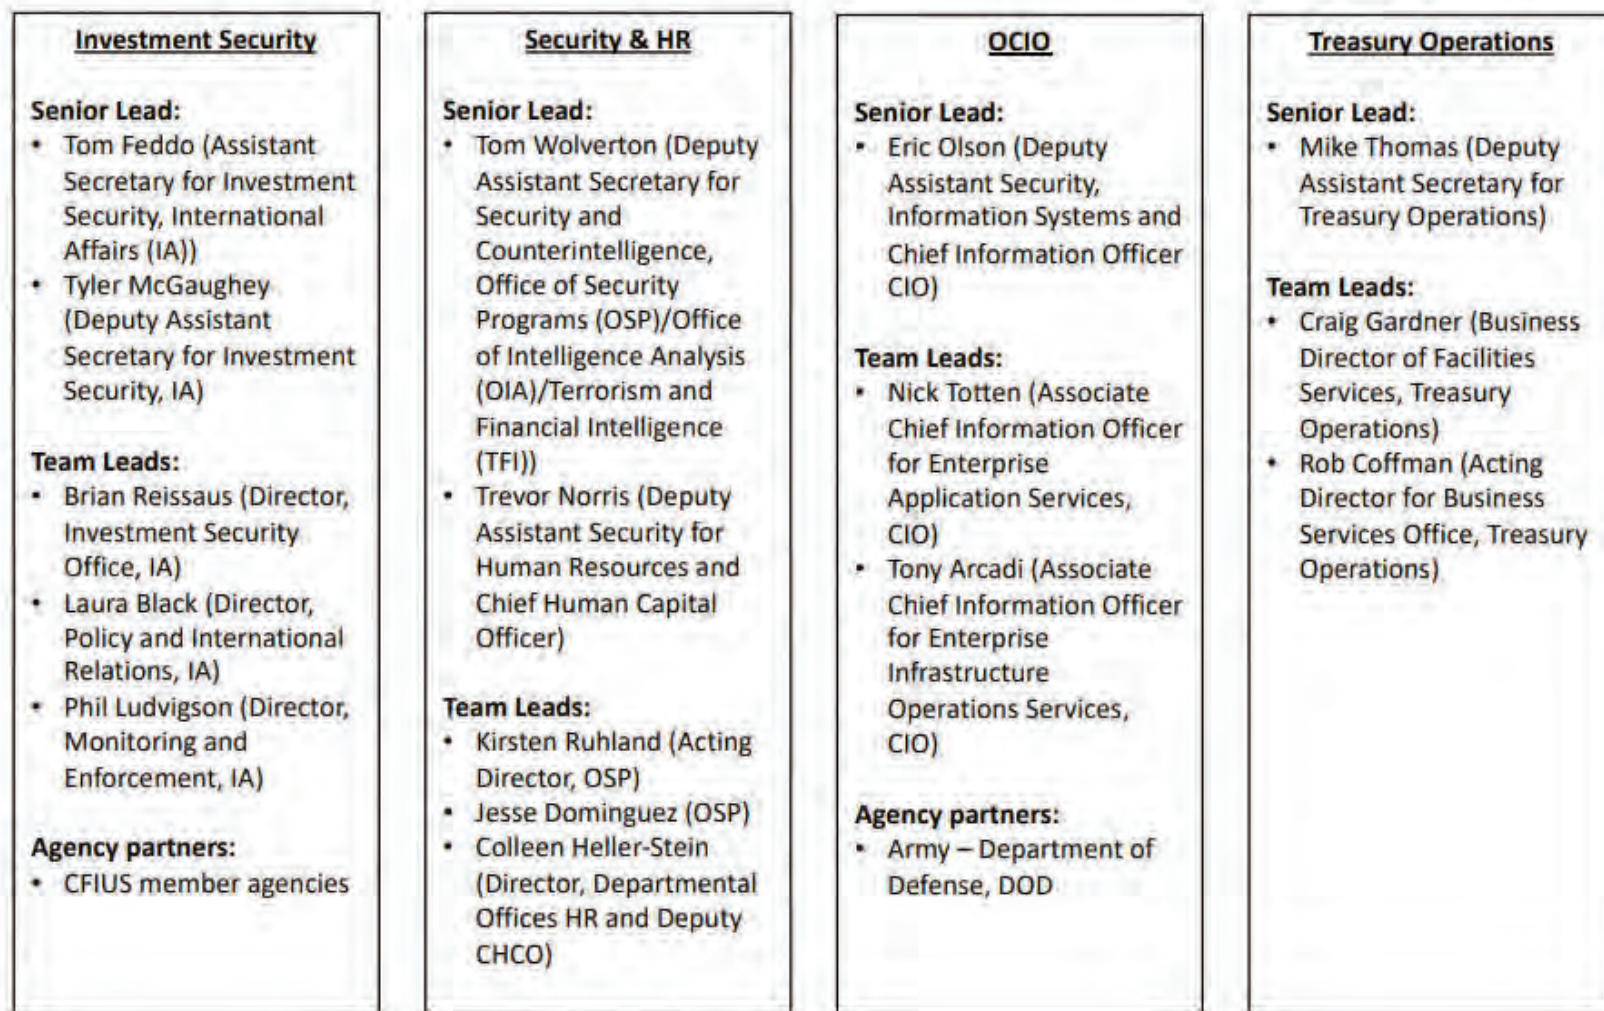 Investment Security
Senior Lead:
• Tom Feddo (Assistant
Secretary for Investment
Security, International
Affairs (IA))
• Tyler McGaughey
(Deputy Assistant
Secretary for Investment
Security, IA)
Team Leads:
• Brian Reissaus (Director,
Investment Security
Office, IA)
• Laura Black (Director,
Policy and International
Relations, IA)
• Phil Ludvigson (Director,
Monitoring and
Enforcement, IA)
Agency partners:
• CFIUS member agencies
Security & HR
Senior Lead:
• Tom Wolverton (Deputy
Assistant Secretary for
Security and
Counterintelligence,
Office of Security
Programs (OSP)/Office
of Intelligence Analysis
(OIA)/Terrorism and
Financial Intelligence
(TFI))
• Trevor Norris (Deputy
Assistant Security for
Human Resources and
Chief Human Capital
Officer)
Team Leads:
• Kirsten Ruhland (Acting
Director, OSP)
• Jesse Dominguez (OSP)
• Colleen Heller-Stein
(Director, Departmental
Offices HR and Deputy
CHCO)
OCIO
Senior Lead:
• Eric Olson (Deputy
Assistant Security,
Information Systems and
Chief Information Officer
CIO)
Team Leads:
• Nick Totten (Associate
Chief Information Officer
for Enterprise
Application Services,
CIO)
• Tony Arcadi (Associate
Chief Information Officer
for Enterprise
Infrastructure
Operations Services,
CIO)
Agency partners:
• Army – Department of
Defense, DOD
Treasury Operations
Senior Lead:
• Mike Thomas (Deputy
Assistant Secretary for
Treasury Operations)
Team Leads:
• Craig Gardner (Business
Director of Facilities
Services, Treasury
Operations)
• Rob Coffman (Acting
Director for Business
Services Office, Treasury
Operations)